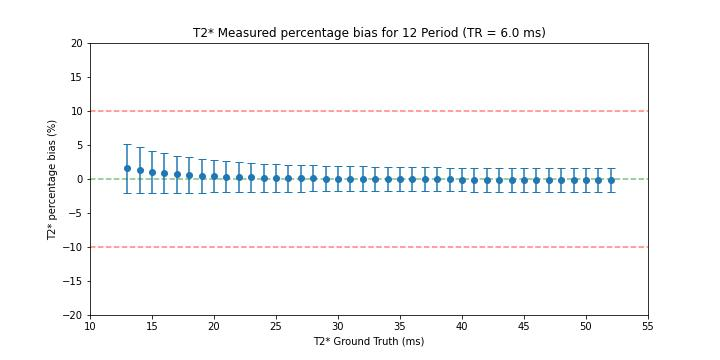 T2* Measured percentage bias for 12 Period (TR = 6.0 ms)
20
15
10
5
0
−5
−10
−15
−20
T2* percentage bias (%)
10 15 20 25 30 35 40 45 50 55
T2* Ground Truth (ms)